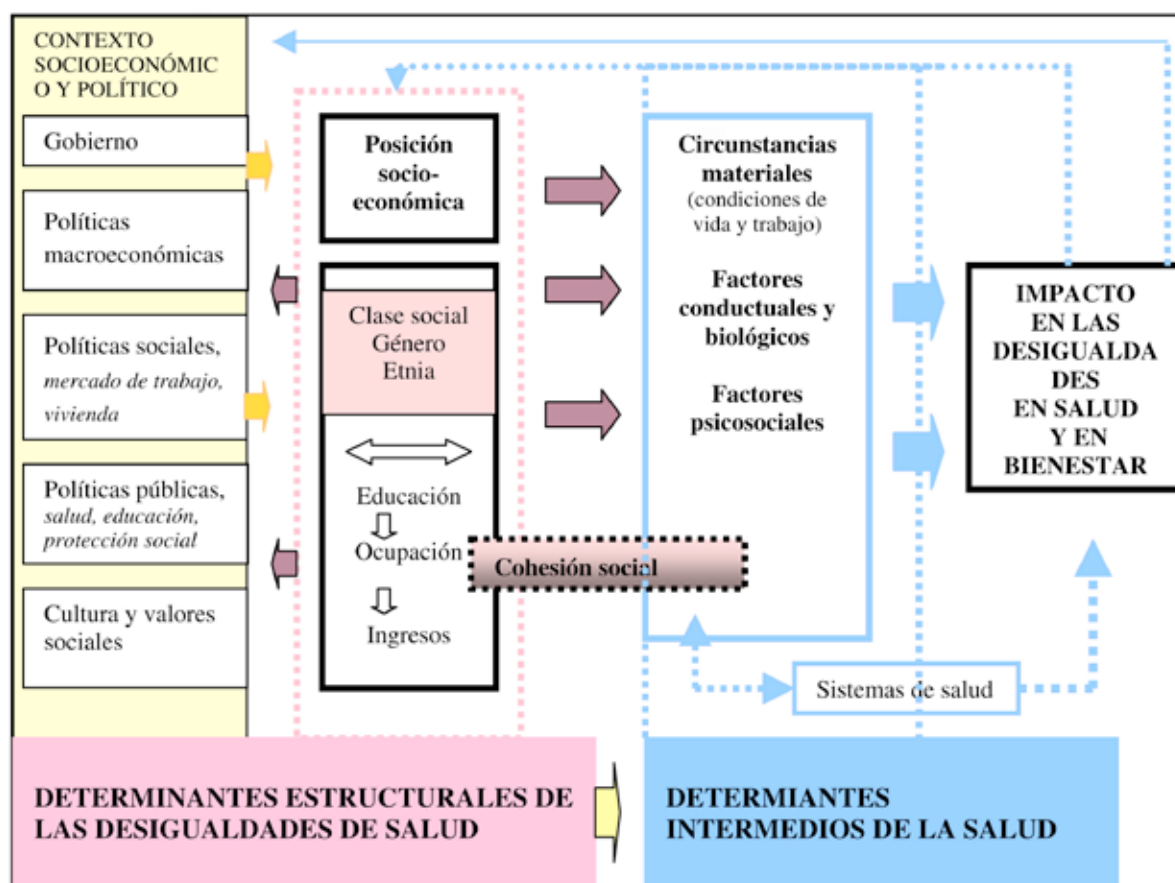 CONTEXTO
SOCIOECONÓMIC
O Y POLÍTICO
Gobierno
Políticas
macroeconómicas
Políticas sociales,
mercado de trabajo,
vivienda
Políticas públicas,
salud, educación,
protección social
Cultura y valores
sociales
Posición
socio-
económica
Clase social
Género
Etnia
Educación
Ocupación
Ingresos
Cohesión social
Circunstancias
materiales
(condiciones de
vida y trabajo)
Factores
conductuales y
biológicos
Factores
psicosociales
Sistemas de salud
IMPACTO
EN LAS
DESIGUALDA
DES
EN SALUD
Y EN
BIENESTAR
DETERMINANTES ESTRUCTURALES DE
LAS DESIGUALDADES DE SALUD
DETERMIANTES
INTERMEDIOS DE LA SALUD